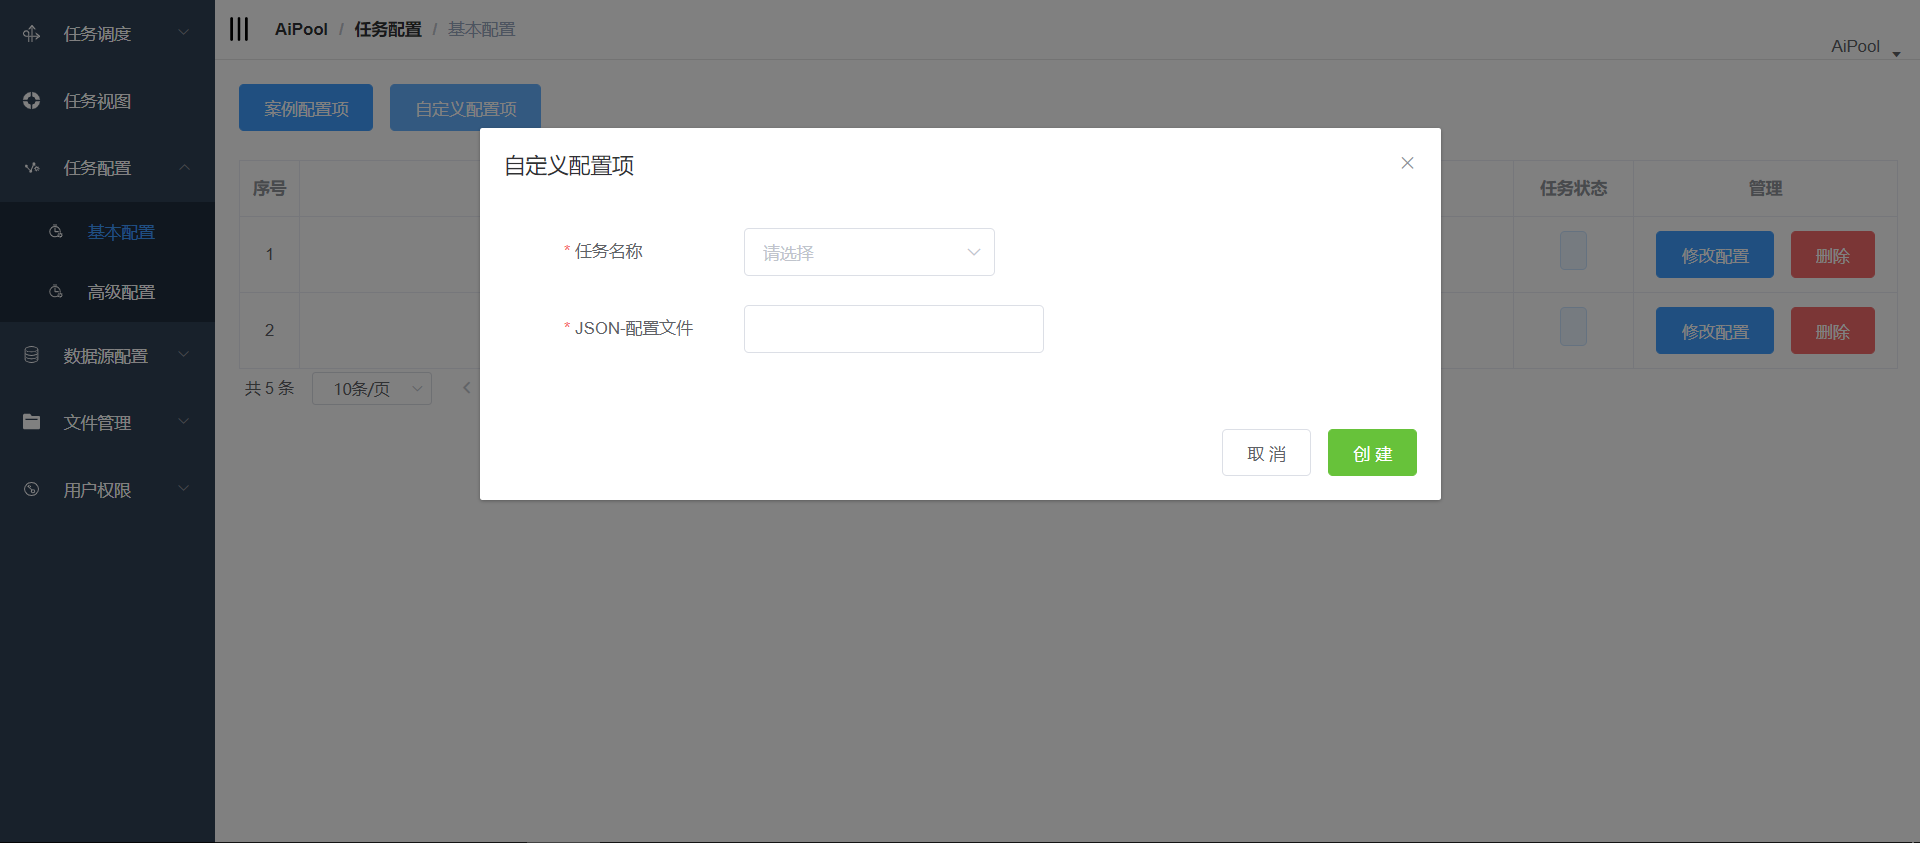 任务调度
任务视图
任务配置
基本配置
高级配置
数据源配置
文件管理
用户权限
AiPool / 任务配置 / 基本配置
AiPool
案例配置项 自定义配置项
序号 任务状态 管理
1 修改配置 删除
2 修改配置 删除
共 5 条 10条/页
自定义配置项
* 任务名称 请选择
* JSON-配置文件
取 消 创 建